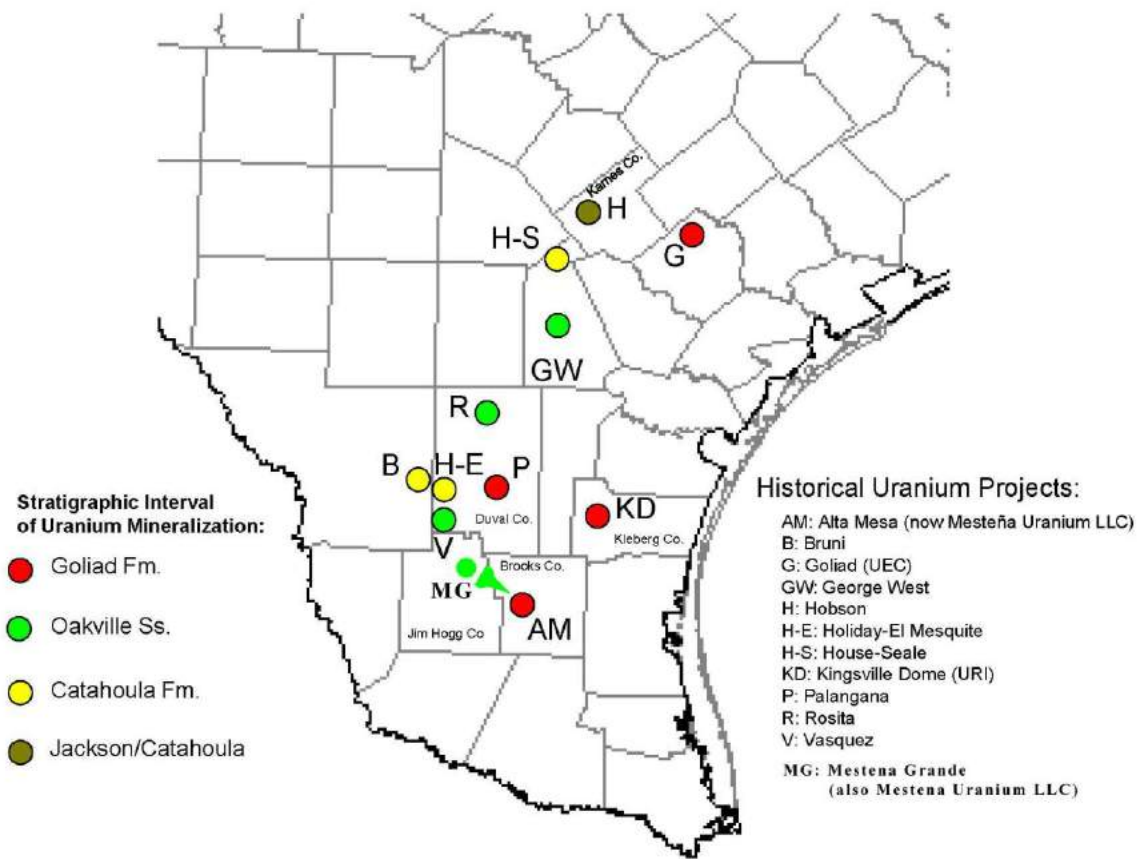 Karnes Co.
H
H-S
G
GW
R
B
H-E
P
KD
Duval Co.
Kleberg Co.
V
Brooks Co.
MG
AM
Jim Hogg Co
Stratigraphic Interval
of Uranium Mineralization:
Goliad Fm.
Oakville Ss.
Catahoula Fm.
Jackson/Catahoula
Historical Uranium Projects:
AM: Alta Mesa (now Mesteña Uranium LLC)
B: Bruni
G: Goliad (UEC)
GW: George West
H: Hobson
H-E: Holiday-El Mesquite
H-S: House-Seale
KD: Kingsville Dome (URI)
P: Palangana
R: Rosita
V: Vasquez
MG: Mestena Grande
(also Mestena Uranium LLC)